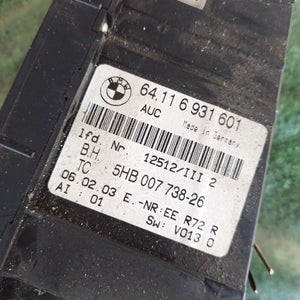 BMW
64.11 6 931 601
AUC Made in Germany
lfd Nr 12512/III 2
B.H.
TC 5HB 007 738-26
06.02.03 E.-NR:EE R72 R
AI : 01 SW: V013 0